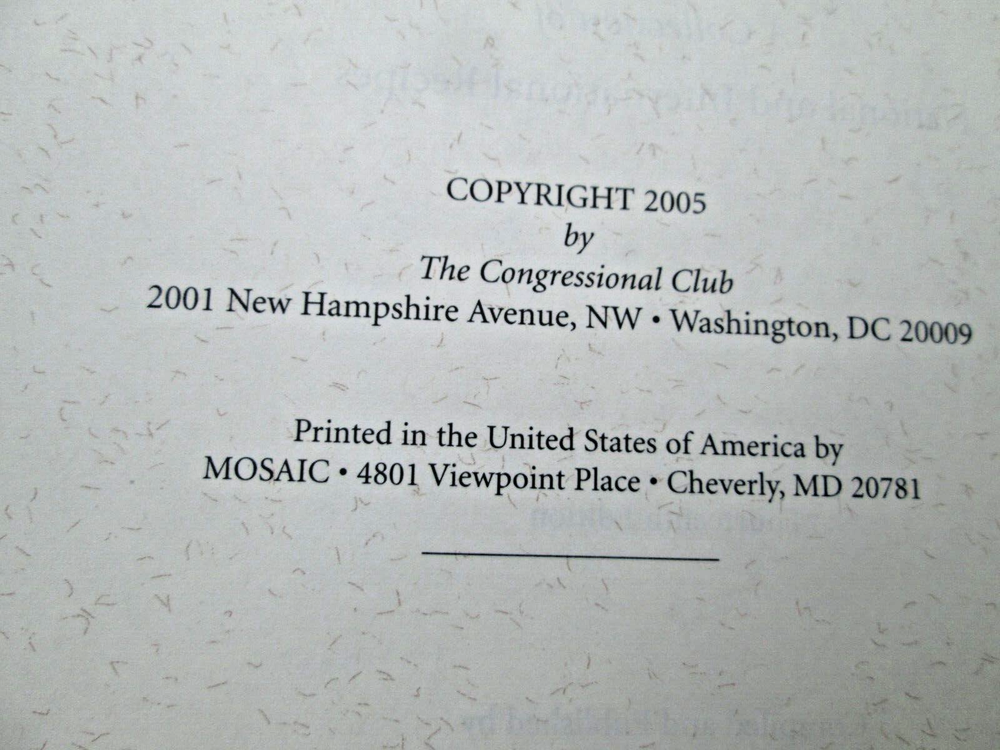 COPYRIGHT 2005
by
The Congressional Club
2001 New Hampshire Avenue, NW • Washington, DC 20009
Printed in the United States of America by
MOSAIC • 4801 Viewpoint Place • Cheverly, MD 20781